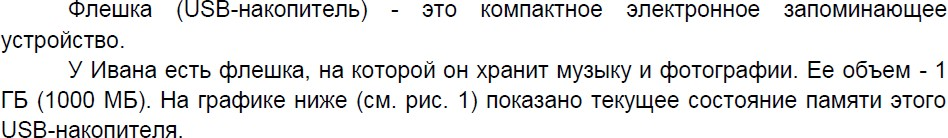 Флешка (USB-накопитель) - это компактное электронное запоминающее
устройство.
У Ивана есть флешка, на которой он хранит музыку и фотографии. Ее объем - 1
ГБ (1000 МБ). На графике ниже (см. рис. 1) показано текущее состояние памяти этого
USB-накопителя.